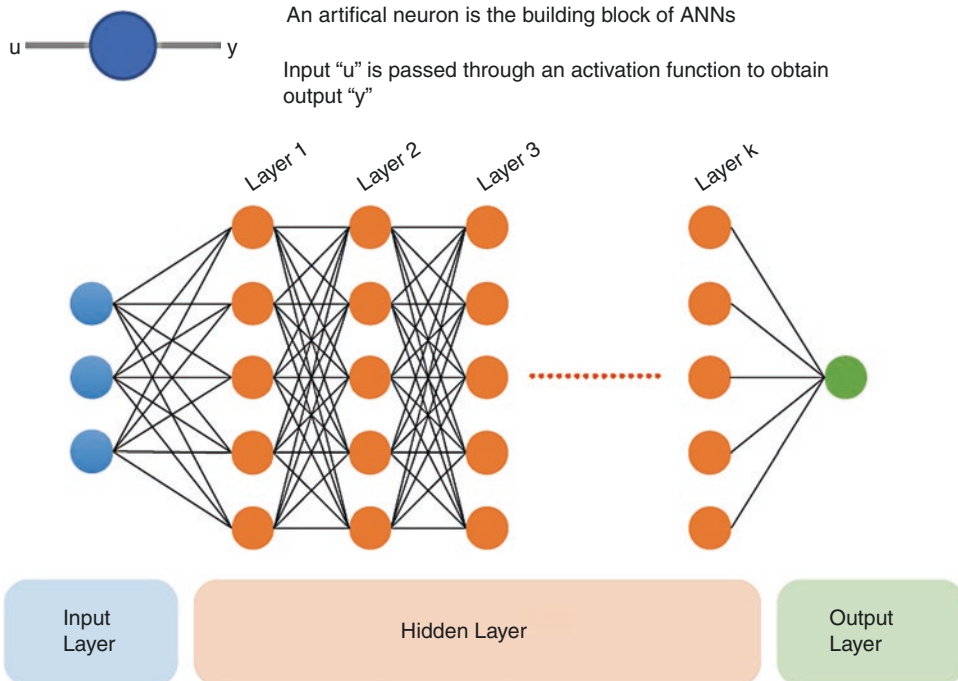 An artifical neuron is the building block of ANNs
u
y
Input “u” is passed through an activation function to obtain
output “y”
Layer 1
Layer 2
Layer 3
Layer k
Input
Layer
Hidden Layer
Output
Layer